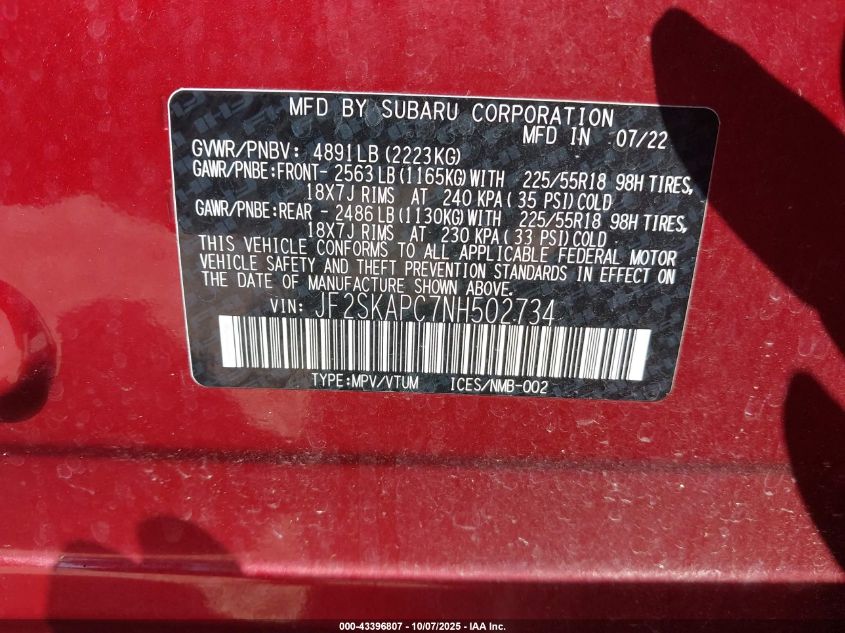 MFD BY SUBARU CORPORATION
MFD IN 07/22
GVWR/PNBV: 4891LB (2223KG)
GAWR/PNBE:FRONT- 2563 LB (1165KG) WITH 225/55R18 98H TIRES,
18X7J RIMS AT 240 KPA ( 35 PSI) COLD
GAWR/PNBE:REAR - 2486 LB (1130KG) WITH 225/55R18 98H TIRES,
18X7J RIMS AT 230 KPA ( 33 PSI) COLD
THIS VEHICLE CONFORMS TO ALL APPLICABLE FEDERAL MOTOR
VEHICLE SAFETY AND THEFT PREVENTION STANDARDS IN EFFECT ON
THE DATE OF MANUFACTURE SHOWN ABOVE.
VIN: JF2SKAPC7NH502734
TYPE:MPV/VTUM ICES/NMB-002
000-43396807 - 10/07/2025 - IAA Inc.